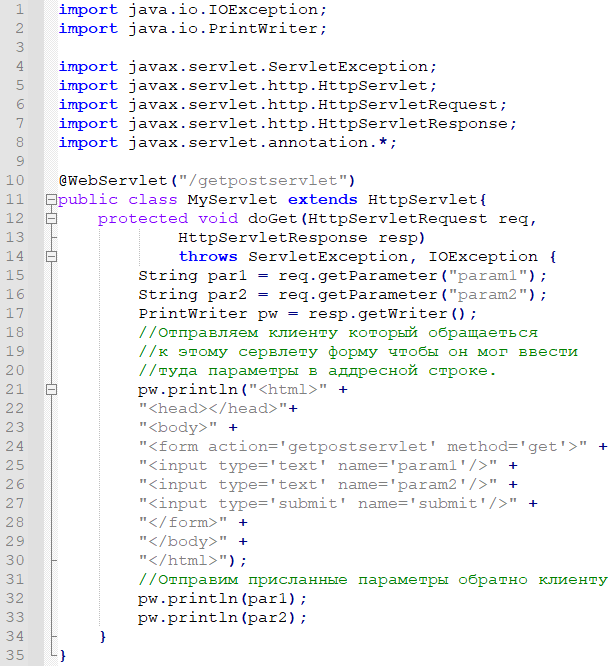 1 import java.io.IOException;
2 import java.io.PrintWriter;
3
4 import javax.servlet.ServletException;
5 import javax.servlet.http.HttpServlet;
6 import javax.servlet.http.HttpServletRequest;
7 import javax.servlet.http.HttpServletResponse;
8 import javax.servlet.annotation.*;
9
10 @WebServlet("/getpostservlet")
11 public class MyServlet extends HttpServlet{
12 protected void doGet(HttpServletRequest req,
13 HttpServletResponse resp)
14 throws ServletException, IOException {
15 String par1 = req.getParameter("param1");
16 String par2 = req.getParameter("param2");
17 PrintWriter pw = resp.getWriter();
18 //Отправляем клиенту который обращаеться
19 //к этому сервлету форму чтобы он мог ввести
20 //туда параметры в аддресной строке.
21 pw.println("<html>" +
22 "<head></head>"+
23 "<body>" +
24 "<form action='getpostservlet' method='get'>" +
25 "<input type='text' name='param1'/>" +
26 "<input type='text' name='param2'/>" +
27 "<input type='submit' name='submit'/>" +
28 "</form>" +
29 "</body>" +
30 "</html>");
31 //Отправим присланные параметры обратно клиенту
32 pw.println(par1);
33 pw.println(par2);
34 }
35 }